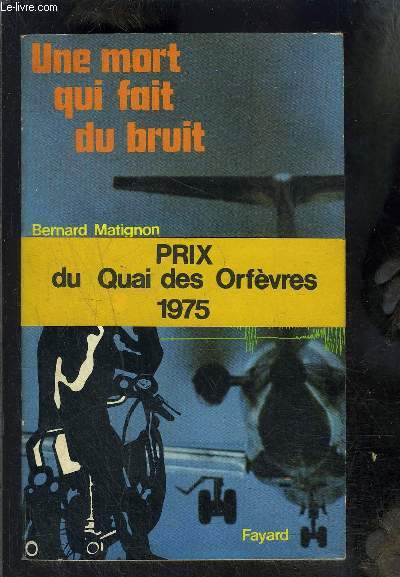 Le-livre.com
Une mort
qui fait
du bruit
Bernard Matignon
PRIX
du Quai des Orfèvres
1975
Fayard